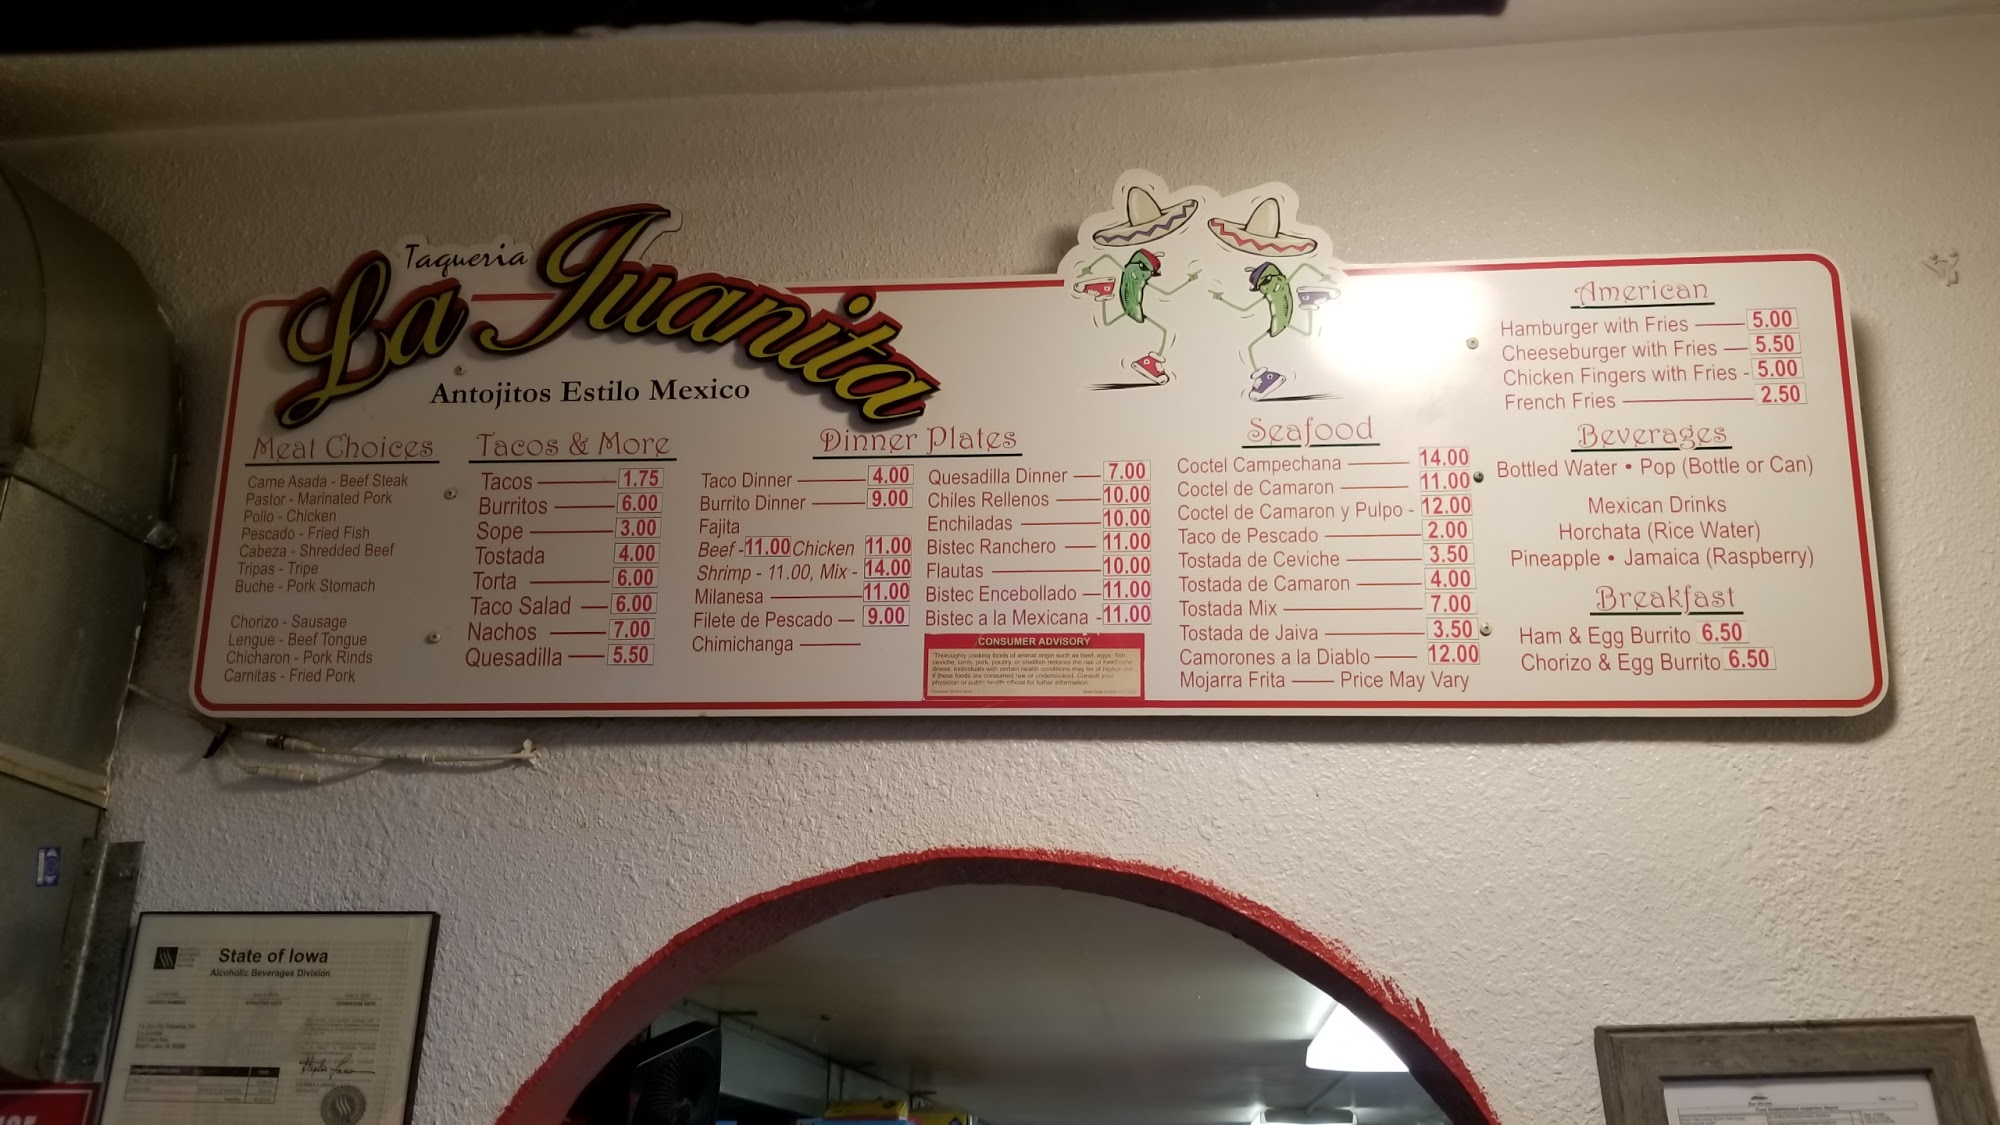 Taqueria
La Juanita
Antojitos Estilo Mexico
Meat Choices
Carne Asada - Beef Steak
Pastor - Marinated Pork
Pollo - Chicken
Pescado - Fried Fish
Cabeza - Shredded Beef
Tripas - Tripe
Buche - Pork Stomach
Chorizo - Sausage
Lengue - Beef Tongue
Chicharon - Pork Rinds
Carnitas - Fried Pork
Tacos & More
Tacos 1.75
Burritos 6.00
Sope 3.00
Tostada 4.00
Torta 6.00
Taco Salad 6.00
Nachos 7.00
Quesadilla 5.50
Dinner Plates
Taco Dinner 4.00
Burrito Dinner 9.00
Fajita
Beef - 11.00 Chicken 11.00
Shrimp - 11.00, Mix - 14.00
Milanesa 11.00
Filete de Pescado 9.00
Chimichanga
Quesadilla Dinner 7.00
Chiles Rellenos 10.00
Enchiladas 10.00
Bistec Ranchero 11.00
Flautas 10.00
Bistec Encebollado 11.00
Bistec a la Mexicana - 11.00
CONSUMER ADVISORY
Thoroughly cooking foods of animal origin such as beef, eggs, fish,
Seafood
Coctel Campechana 14.00
Coctel de Camaron 11.00
Coctel de Camaron y Pulpo - 12.00
Taco de Pescado 2.00
Tostada de Ceviche 3.50
Tostada de Camaron 4.00
Tostada Mix 7.00
Tostada de Jaiva 3.50
Camorones a la Diablo 12.00
Mojarra Frita Price May Vary
American
Hamburger with Fries 5.00
Cheeseburger with Fries 5.50
Chicken Fingers with Fries - 5.00
French Fries 2.50
Beverages
Bottled Water • Pop (Bottle or Can)
Mexican Drinks
Horchata (Rice Water)
Pineapple • Jamaica (Raspberry)
Breakfast
Ham & Egg Burrito 6.50
Chorizo & Egg Burrito 6.50
State of Iowa
Alcoholic Beverages Division